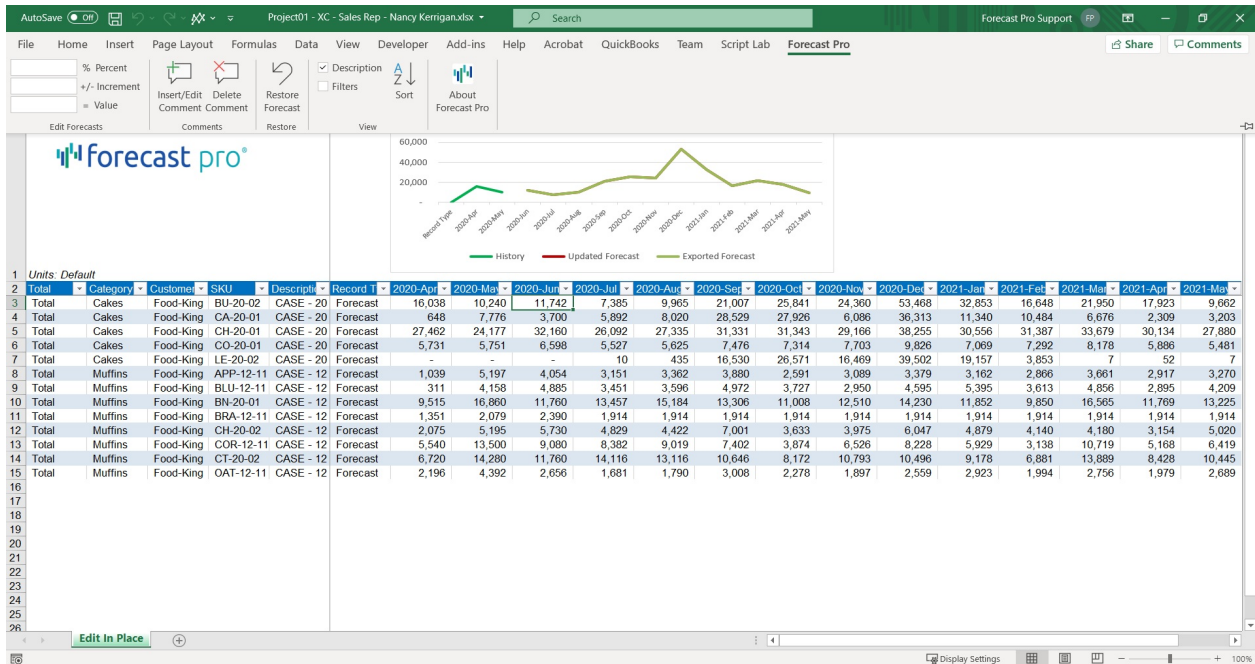 AutoSave Off Project01 - XC - Sales Rep - Nancy Kerrigan.xlsx Search Forecast Pro Support FP
File Home Insert Page Layout Formulas Data View Developer Add-ins Help Acrobat QuickBooks Team Script Lab Forecast Pro Share Comments
% Percent
+/- Increment
= Value
Edit Forecasts
Insert/Edit Comment
Delete Comment
Comments
Restore Forecast
Restore
Description
Filters
View
Sort
About Forecast Pro
forecast pro®
60,000
40,000
20,000
-
Record Type 2020-Apr 2020-May 2020-Jun 2020-Jul 2020-Aug 2020-Sep 2020-Oct 2020-Nov 2020-Dec 2021-Jan 2021-Feb 2021-Mar 2021-Apr 2021-May
History Updated Forecast Exported Forecast
1 Units: Default
2 Total Category Customer SKU Descriptio Record T 2020-Apr 2020-May 2020-Jun 2020-Jul 2020-Aug 2020-Sep 2020-Oct 2020-Nov 2020-Dec 2021-Jan 2021-Feb 2021-Mar 2021-Apr 2021-May
3 Total Cakes Food-King BU-20-02 CASE - 20 Forecast 16,038 10,240 11,742 7,385 9,965 21,007 25,841 24,360 53,468 32,853 16,648 21,950 17,923 9,662
4 Total Cakes Food-King CA-20-01 CASE - 20 Forecast 648 7,776 3,700 5,892 8,020 28,529 27,926 6,086 36,313 11,340 10,484 6,676 2,309 3,203
5 Total Cakes Food-King CH-20-01 CASE - 20 Forecast 27,462 24,177 32,160 26,092 27,335 31,331 31,343 29,166 38,255 30,556 31,387 33,679 30,134 27,880
6 Total Cakes Food-King CO-20-01 CASE - 20 Forecast 5,731 5,751 6,598 5,527 5,625 7,476 7,314 7,703 9,826 7,069 7,292 8,178 5,886 5,481
7 Total Cakes Food-King LE-20-02 CASE - 20 Forecast - - - 10 435 16,530 26,571 16,469 39,502 19,157 3,853 7 52 7
8 Total Muffins Food-King APP-12-11 CASE - 12 Forecast 1,039 5,197 4,054 3,151 3,362 3,880 2,591 3,089 3,379 3,162 2,866 3,661 2,917 3,270
9 Total Muffins Food-King BLU-12-11 CASE - 12 Forecast 311 4,158 4,885 3,451 3,596 4,972 3,727 2,950 4,595 5,395 3,613 4,856 2,895 4,209
10 Total Muffins Food-King BN-20-01 CASE - 12 Forecast 9,515 16,860 11,760 13,457 15,184 13,306 11,008 12,510 14,230 11,852 9,850 16,565 11,769 13,225
11 Total Muffins Food-King BRA-12-11 CASE - 12 Forecast 1,351 2,079 2,390 1,914 1,914 1,914 1,914 1,914 1,914 1,914 1,914 1,914 1,914 1,914
12 Total Muffins Food-King CH-20-02 CASE - 12 Forecast 2,075 5,195 5,730 4,829 4,422 7,001 3,633 3,975 6,047 4,879 4,140 4,180 3,154 5,020
13 Total Muffins Food-King COR-12-11 CASE - 12 Forecast 5,540 13,500 9,080 8,382 9,019 7,402 3,874 6,526 8,228 5,929 3,138 10,719 5,168 6,419
14 Total Muffins Food-King CT-20-02 CASE - 12 Forecast 6,720 14,280 11,760 14,116 13,116 10,646 8,172 10,793 10,496 9,178 6,881 13,889 8,428 10,445
15 Total Muffins Food-King OAT-12-11 CASE - 12 Forecast 2,196 4,392 2,656 1,681 1,790 3,008 2,278 1,897 2,559 2,923 1,994 2,756 1,979 2,689
16
17
18
19
20
21
22
23
24
25
26
Edit In Place
Display Settings 100%